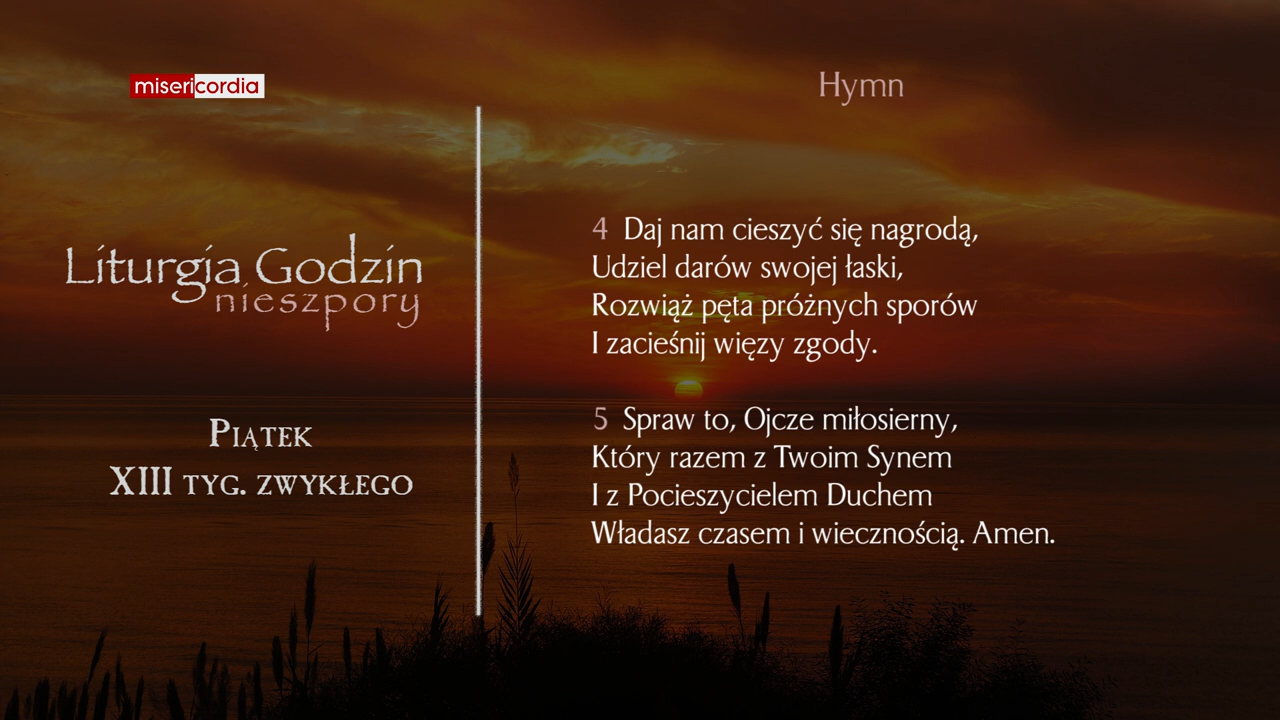 misericordia
Liturgia Godzin
nieszpory
Piątek
XIII tyg. zwykłego
Hymn
4 Daj nam cieszyć się nagrodą,
Udziel darów swojej łaski,
Rozwiąż pęta próżnych sporów
I zacieśnij więzy zgody.
5 Spraw to, Ojcze miłosierny,
Który razem z Twoim Synem
I z Pocieszycielem Duchem
Władasz czasem i wiecznością. Amen.